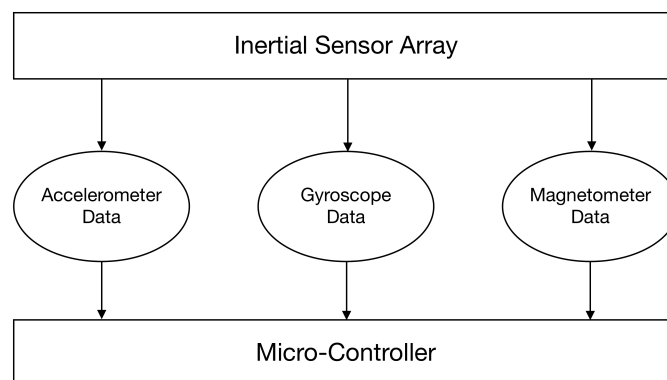 Inertial Sensor Array
Accelerometer
Data
Gyroscope
Data
Magnetometer
Data
Micro-Controller